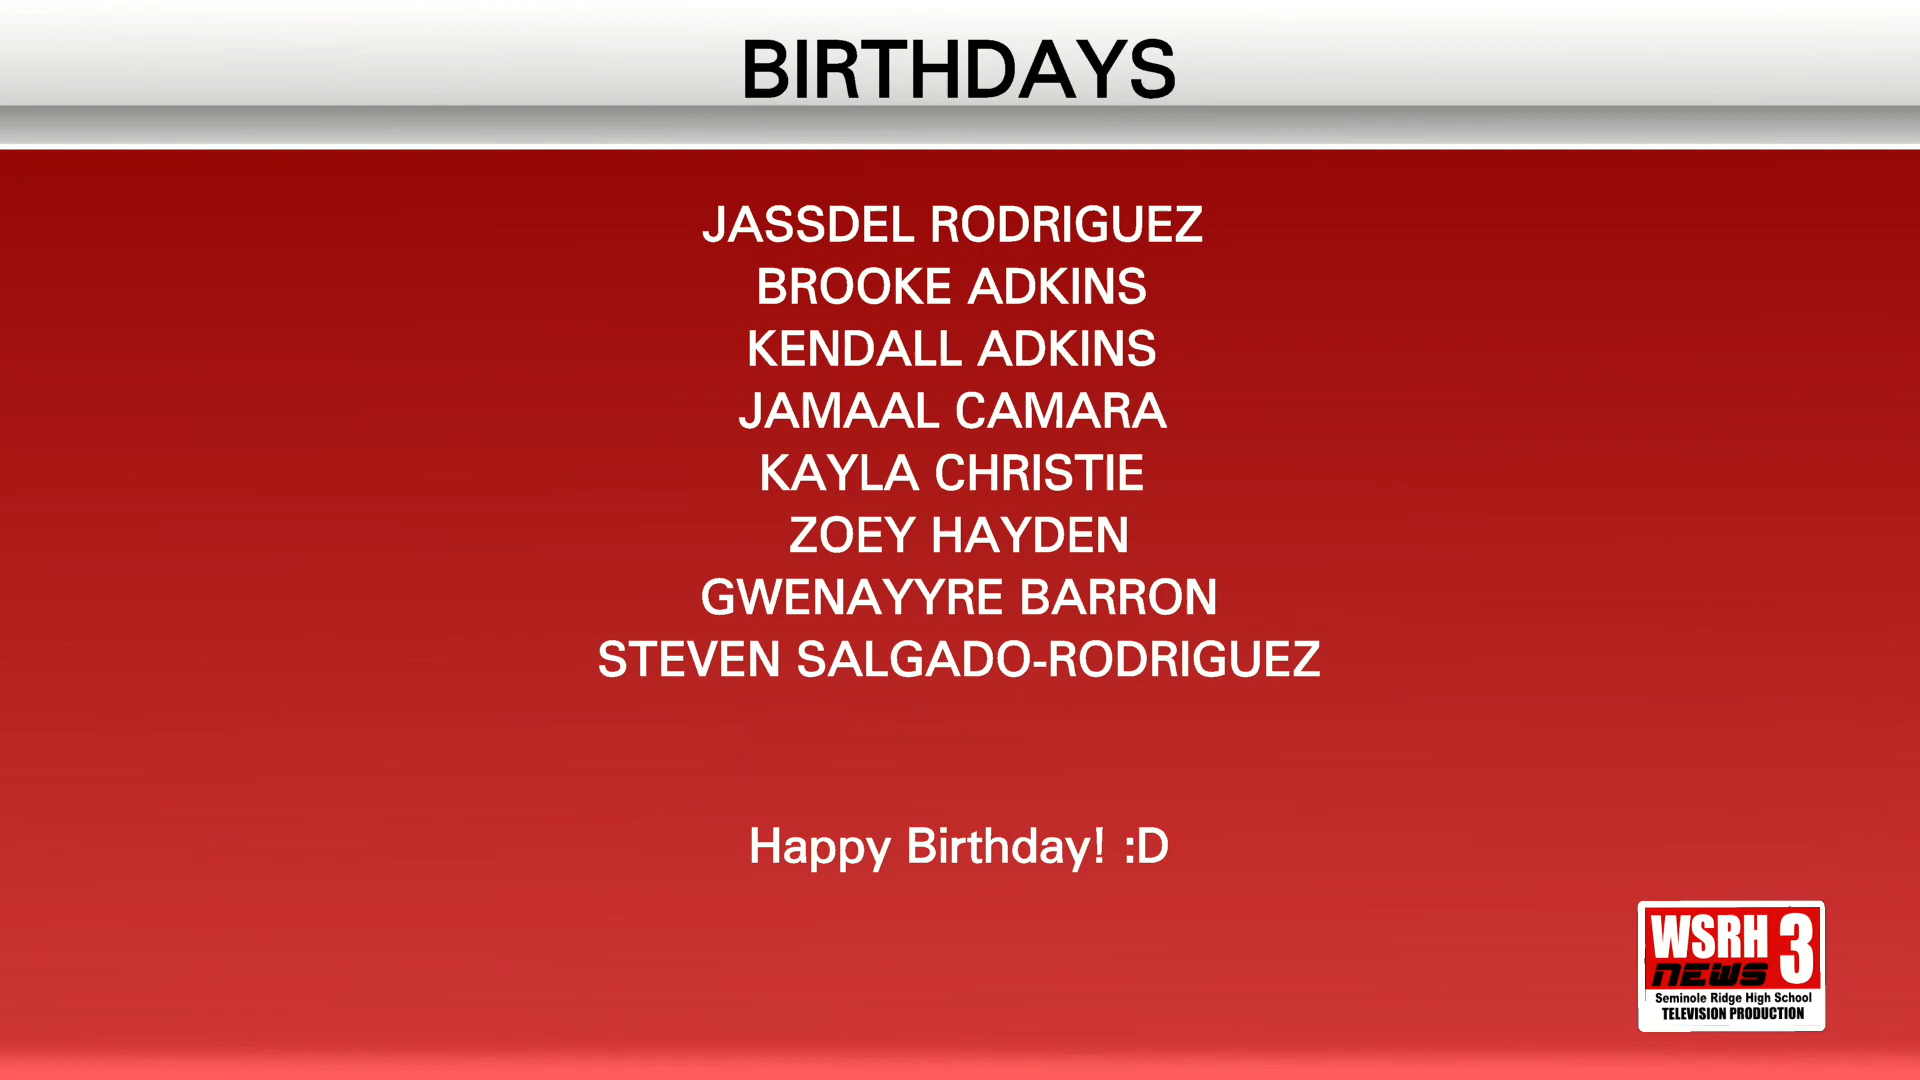 BIRTHDAYS
JASSDEL RODRIGUEZ
BROOKE ADKINS
KENDALL ADKINS
JAMAAL CAMARA
KAYLA CHRISTIE
ZOEY HAYDEN
GWENAYYRE BARRON
STEVEN SALGADO-RODRIGUEZ
Happy Birthday! :D
WSRH 3
NEWS
Seminole Ridge High School
TELEVISION PRODUCTION